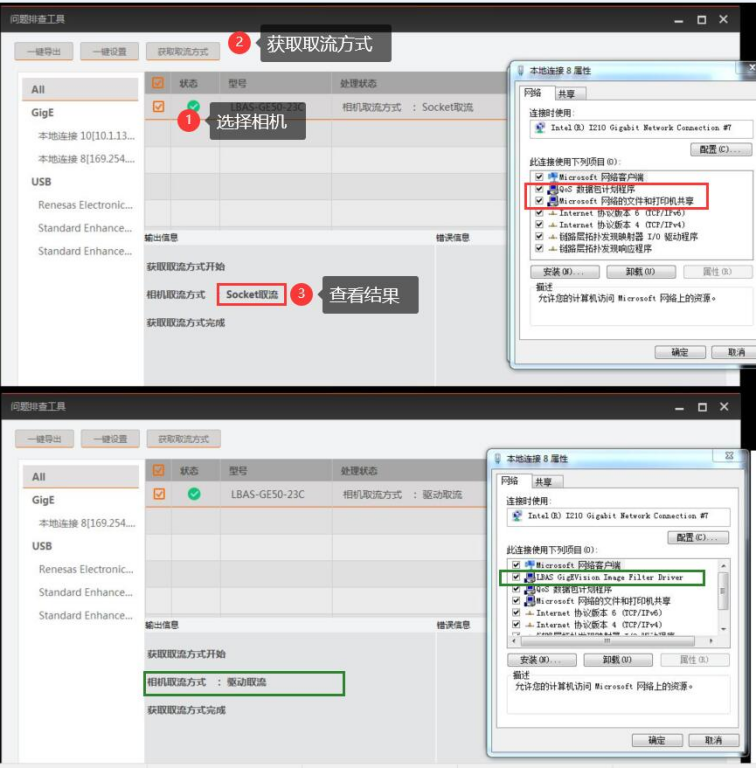 问题排查工具
一键导出
一键设置
获取取流方式
2
获取取流方式
All
GigE
本地连接 10[10.1.13...
本地连接 8[169.254....
USB
Renesas Electronic...
Standard Enhance...
Standard Enhance...
状态
型号
处理状态
LBAS-GE50-23C
相机取流方式 : Socket取流
1
选择相机
输出信息
错误信息
获取取流方式开始
相机取流方式
Socket取流
3
查看结果
获取取流方式完成
本地连接 8 属性
网络
共享
连接时使用:
Intel(R) I210 Gigabit Network Connection #7
配置(C)...
此连接使用下列项目(O):
Microsoft 网络客户端
QoS 数据包计划程序
Microsoft 网络的文件和打印机共享
Internet 协议版本 6 (TCP/IPv6)
Internet 协议版本 4 (TCP/IPv4)
链路层拓扑发现映射器 I/O 驱动程序
链路层拓扑发现响应程序
安装(N)...
卸载(U)
属性(R)
描述
允许您的计算机访问 Microsoft 网络上的资源。
确定
取消
问题排查工具
一键导出
一键设置
获取取流方式
All
GigE
本地连接 8[169.254....
USB
Renesas Electronic...
Standard Enhance...
Standard Enhance...
状态
型号
处理状态
LBAS-GE50-23C
相机取流方式 : 驱动取流
输出信息
错误信息
获取取流方式开始
相机取流方式 : 驱动取流
获取取流方式完成
本地连接 8 属性
网络
共享
连接时使用:
Intel(R) I210 Gigabit Network Connection #7
配置(C)...
此连接使用下列项目(O):
Microsoft 网络客户端
LBAS GigEVision Image Filter Driver
QoS 数据包计划程序
Microsoft 网络的文件和打印机共享
Internet 协议版本 6 (TCP/IPv6)
Internet 协议版本 4 (TCP/IPv4)
安装(N)...
卸载(U)
属性(R)
描述
允许您的计算机访问 Microsoft 网络上的资源。
确定
取消